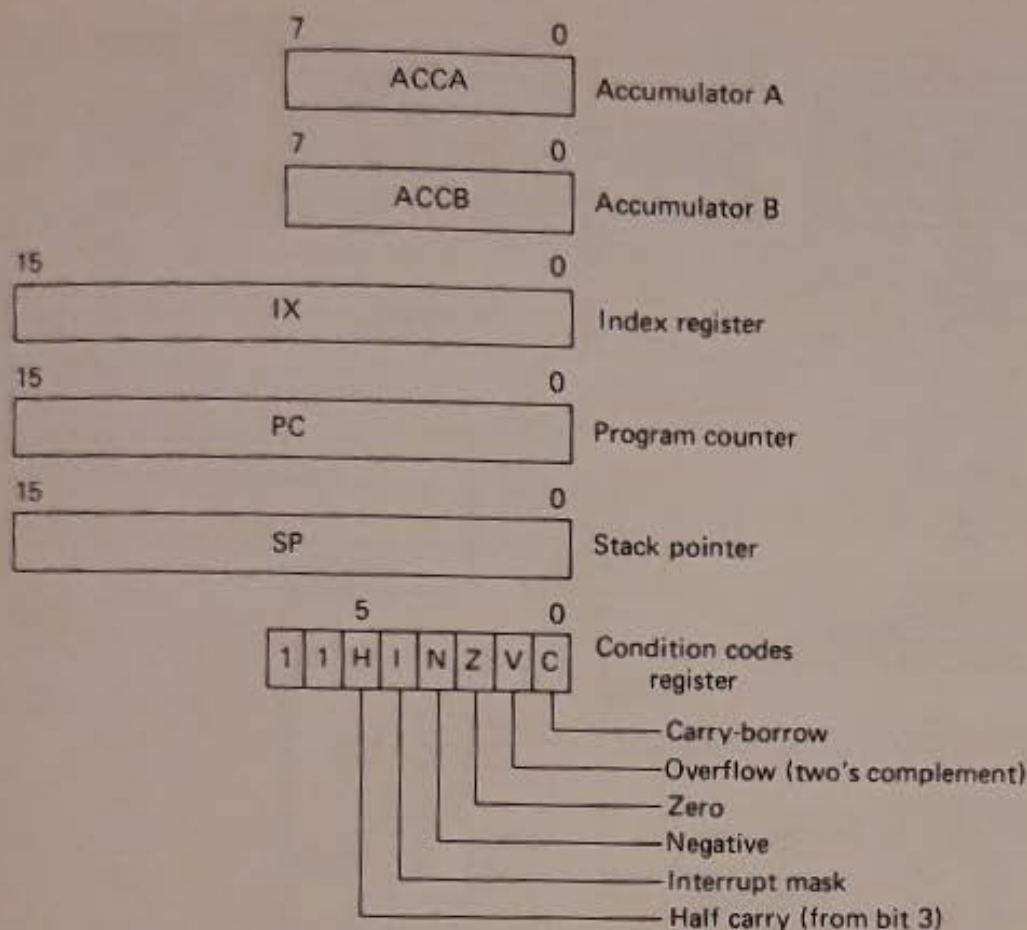 7 0
ACCA Accumulator A
7 0
ACCB Accumulator B
15 0
IX Index register
15 0
PC Program counter
15 0
SP Stack pointer
5 0
1 1 H I N Z V C Condition codes
register
Carry-borrow
Overflow (two's complement)
Zero
Negative
Interrupt mask
Half carry (from bit 3)